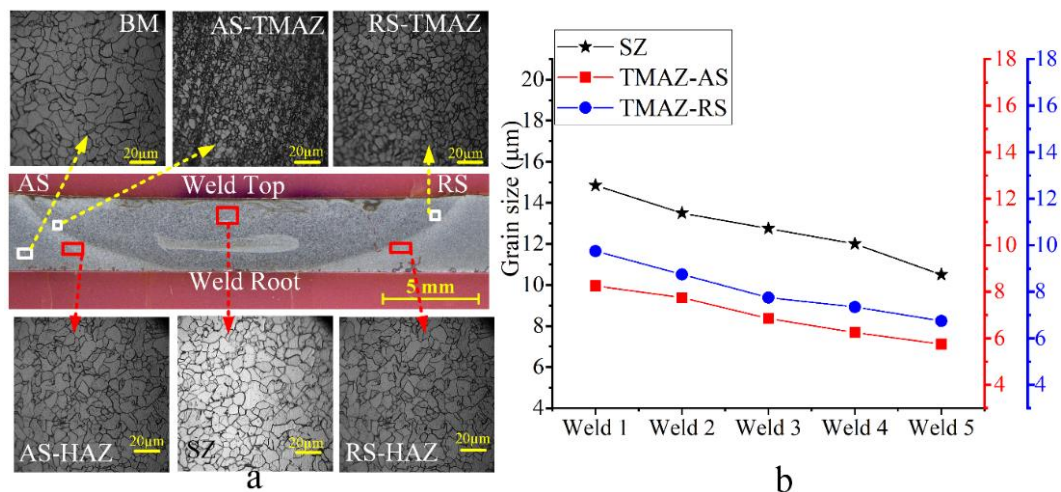 BM
AS-TMAZ
RS-TMAZ
20μm
20μm
20μm
AS
Weld Top
RS
Weld Root
5 mm
20μm
20μm
20μm
AS-HAZ
SZ
RS-HAZ
a
SZ
TMAZ-AS
TMAZ-RS
Grain size (μm)
20
18
16
14
12
10
8
6
4
18
16
14
12
10
8
6
4
18
16
14
12
10
8
6
4
Weld 1
Weld 2
Weld 3
Weld 4
Weld 5
b